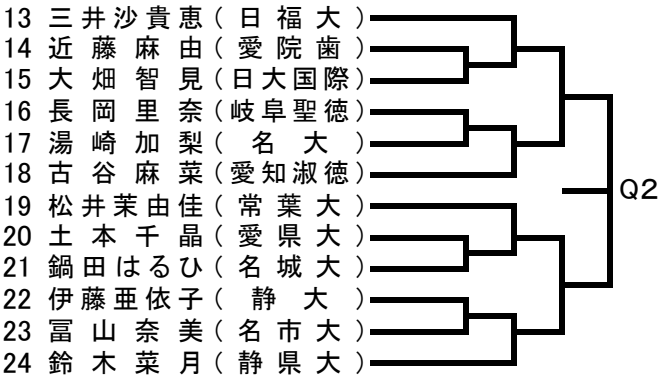 13 三井沙貴恵(日福大)
14 近藤麻由(愛院歯)
15 大畑智見(日大国際)
16 長岡里奈(岐阜聖徳)
17 湯崎加梨(名大)
18 古谷麻菜(愛知淑徳)
Q2
19 松井茉由佳(常葉大)
20 土本千晶(愛県大)
21 鍋田はるひ(名城大)
22 伊藤亜依子(静大)
23 冨山奈美(名市大)
24 鈴木菜月(静県大)